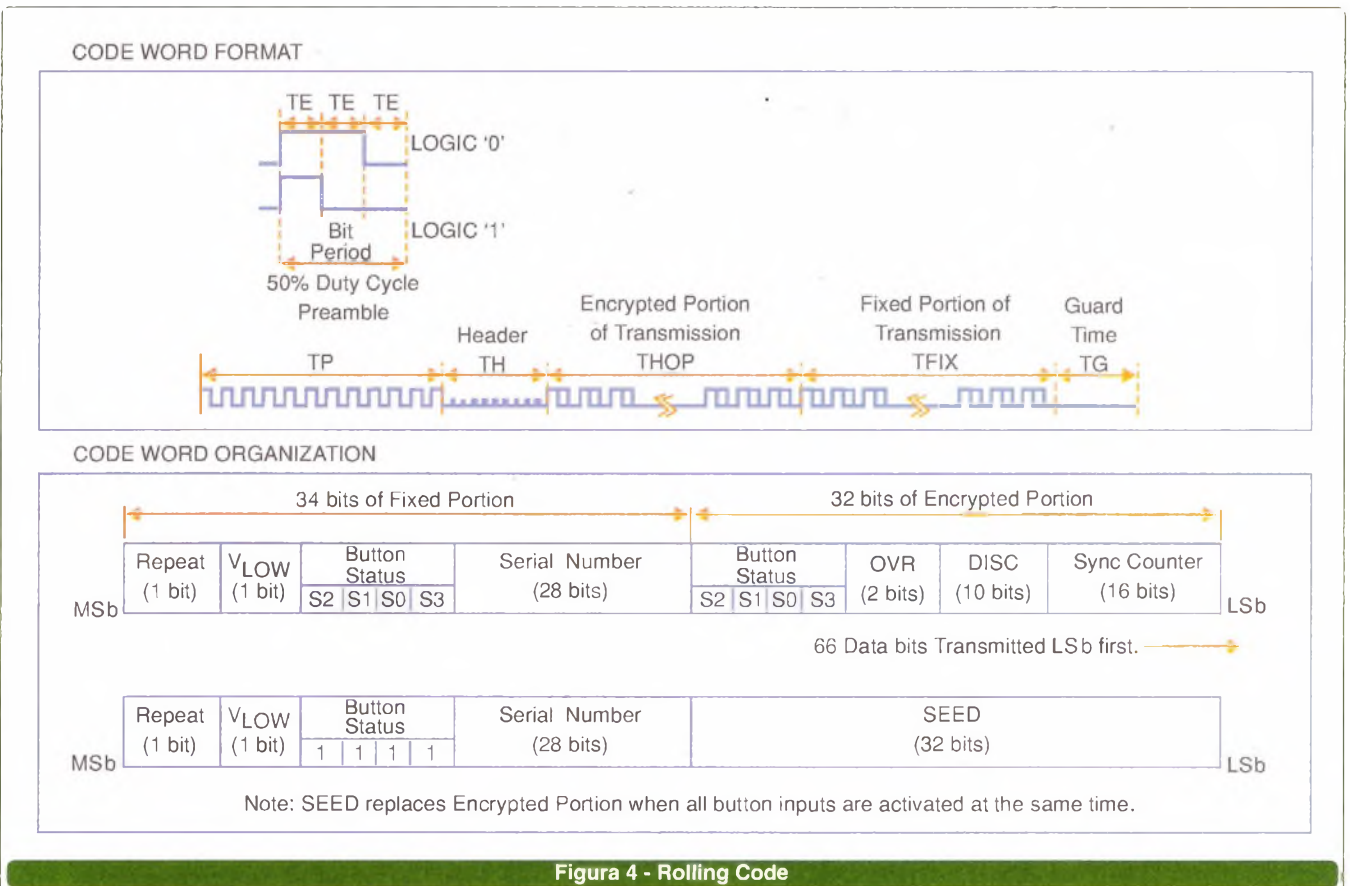 CODE WORD FORMAT
TE TE TE
LOGIC '0'
LOGIC '1'
Bit
Period
50% Duty Cycle
Preamble
Header
Encrypted Portion
of Transmission
Fixed Portion of
Transmission
Guard
Time
TP
TH
THOP
TFIX
TG
CODE WORD ORGANIZATION
34 bits of Fixed Portion
32 bits of Encrypted Portion
MSb
Repeat
(1 bit)
VLOW
(1 bit)
Button
Status
S2 S1 S0 S3
Serial Number
(28 bits)
Button
Status
S2 S1 S0 S3
OVR
(2 bits)
DISC
(10 bits)
Sync Counter
(16 bits)
LSb
66 Data bits Transmitted LSb first.
MSb
Repeat
(1 bit)
VLOW
(1 bit)
Button
Status
1 1 1 1
Serial Number
(28 bits)
SEED
(32 bits)
LSb
Note: SEED replaces Encrypted Portion when all button inputs are activated at the same time.
Figura 4 - Rolling Code